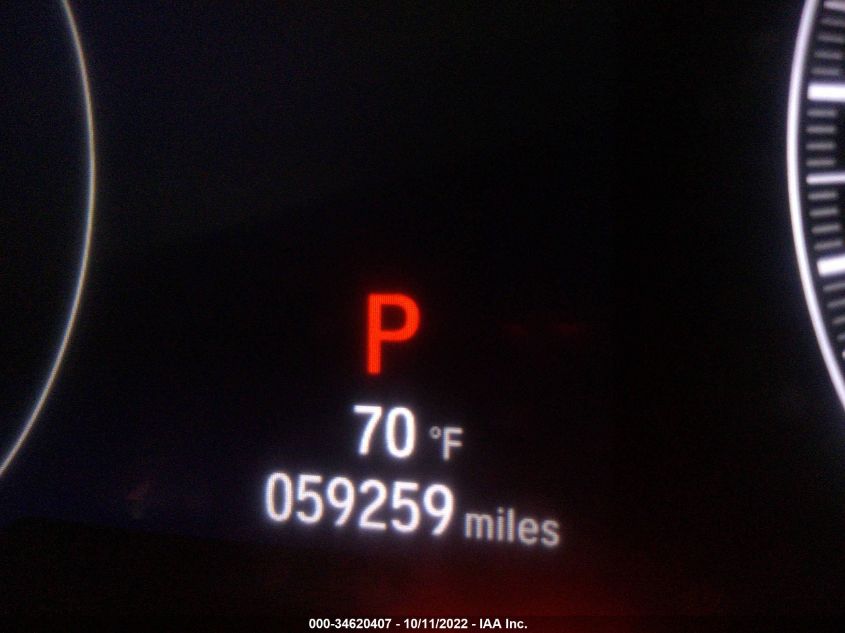 P
70 °F
059259 miles
000-34620407 - 10/11/2022 - IAA Inc.